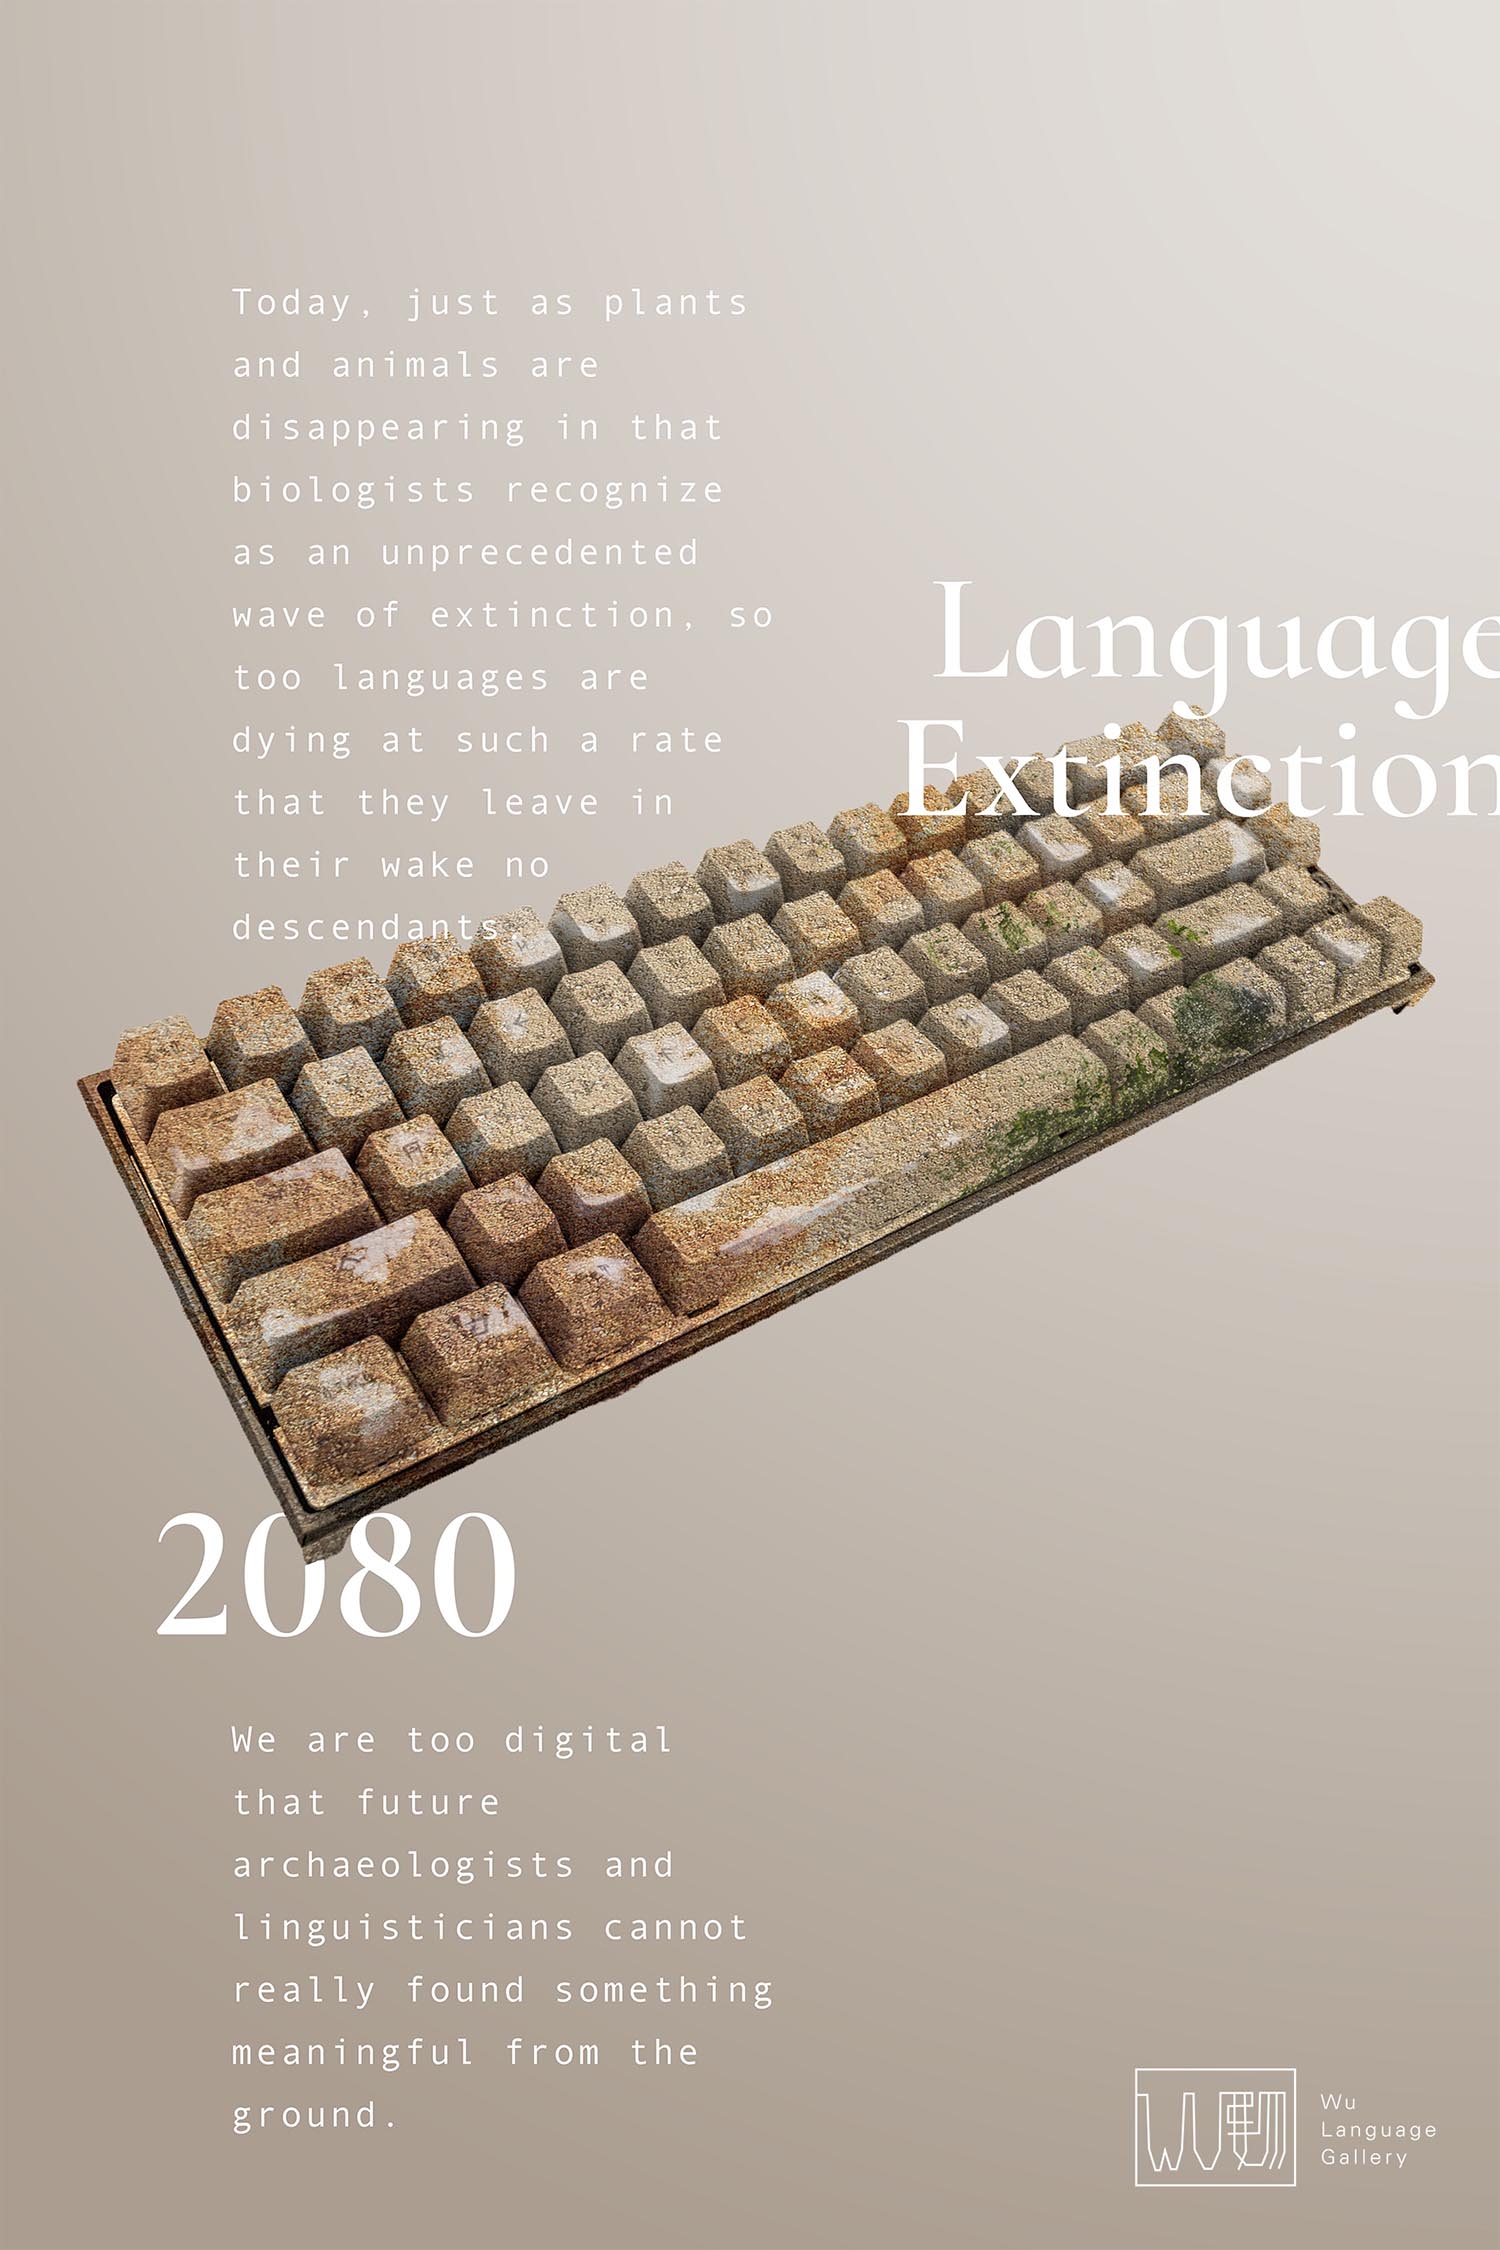 Today, just as plants
and animals are
disappearing in that
biologists recognize
as an unprecedented
wave of extinction, so
too languages are
dying at such a rate
that they leave in
their wake no
descendants.
Language
Extinction
2080
We are too digital
that future
archaeologists and
linguisticians cannot
really found something
meaningful from the
ground.
Wu
Language
Gallery